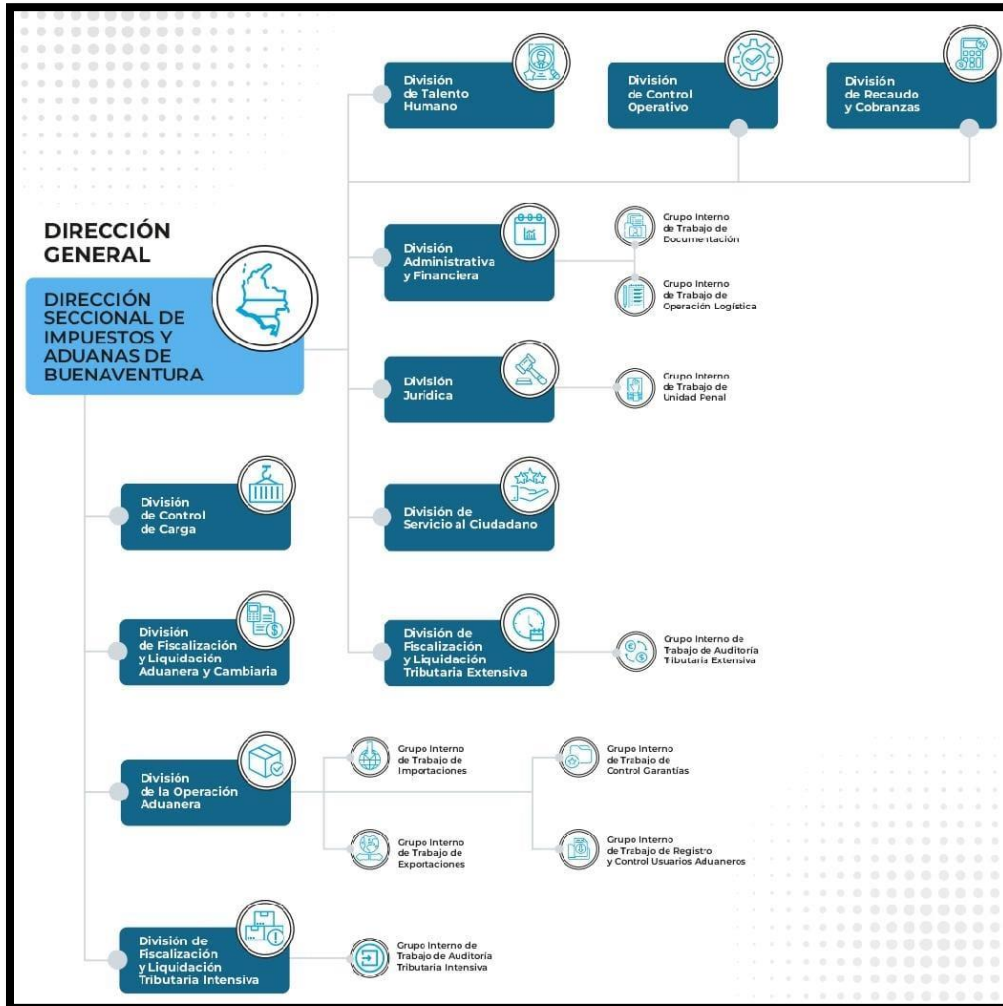 División
de Talento
Humano
División
de Control
Operativo
División
de Recaudo
y Cobranzas
DIRECCIÓN
GENERAL
DIRECCIÓN
SECCIONAL DE
IMPUESTOS Y
ADUANAS DE
BUENAVENTURA
División
Administrativa
y Financiera
Grupo Interno
de Trabajo de
Documentación
Grupo Interno
de Trabajo de
Operación Logística
División
Jurídica
Grupo Interno
de Trabajo de
Unidad Penal
División
de Control
de Carga
División de
Servicio al Ciudadano
División
de Fiscalización
y Liquidación
Aduanera y Cambiaria
División de
Fiscalización
y Liquidación
Tributaria Extensiva
Grupo Interno de
Trabajo de Auditoría
Tributaria Extensiva
División
de la Operación
Aduanera
Grupo Interno
de Trabajo de
Importaciones
Grupo Interno
de Trabajo de
Control Garantías
Grupo Interno
de Trabajo de
Exportaciones
Grupo Interno
de Trabajo de Registro
y Control Usuarios Aduaneros
División de
Fiscalización
y Liquidación
Tributaria Intensiva
Grupo Interno de
Trabajo de Auditoría
Tributaria Intensiva